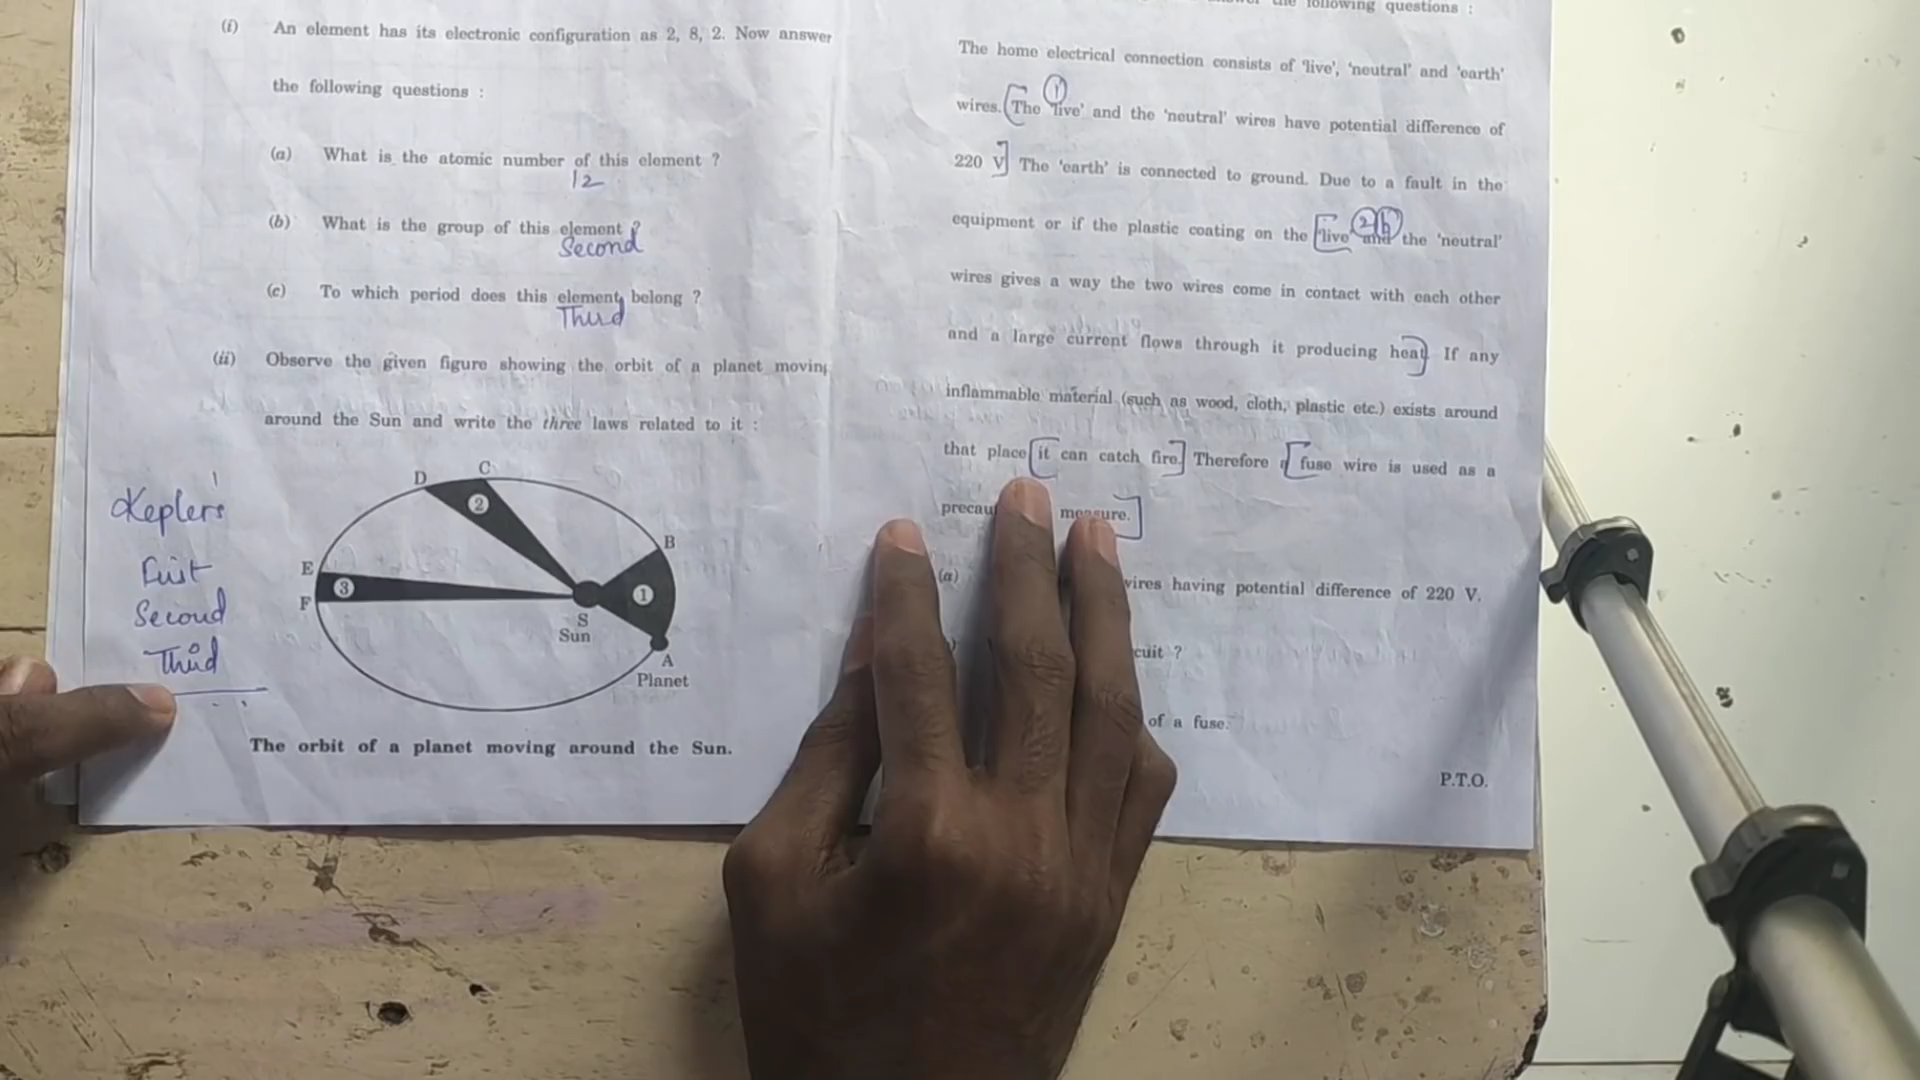 (i) An element has its electronic configuration as 2, 8, 2. Now answer
the following questions :
(a) What is the atomic number of this element ?
12
(b) What is the group of this element ?
Second
(c) To which period does this element belong ?
Third
(ii) Observe the given figure showing the orbit of a planet moving
around the Sun and write the three laws related to it :
Kepler's
First
Second
Third
D
C
2
B
E
3
F
1
S
Sun
A
Planet
The orbit of a planet moving around the Sun.
the following questions :
The home electrical connection consists of 'live', 'neutral' and 'earth'
1
wires. The 'live' and the 'neutral' wires have potential difference of
220 V. The 'earth' is connected to ground. Due to a fault in the
2 b
equipment or if the plastic coating on the 'live' and the 'neutral'
wires gives a way the two wires come in contact with each other
and a large current flows through it producing heat. If any
inflammable material (such as wood, cloth, plastic etc.) exists around
that place it can catch fire. Therefore a fuse wire is used as a
measure.
(a) wires having potential difference of 220 V.
of a fuse.
P.T.O.